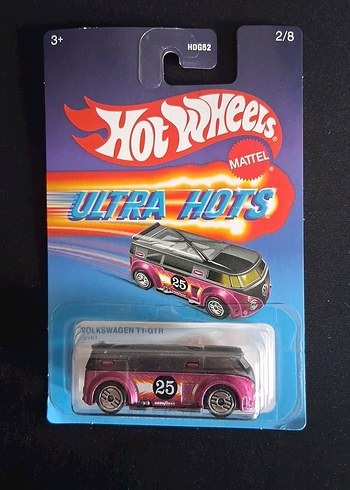 3+
HDG52
2/8
Hot Wheels
MATTEL
ULTRA HOTS
25
VOLKSWAGEN T1-GTR
25